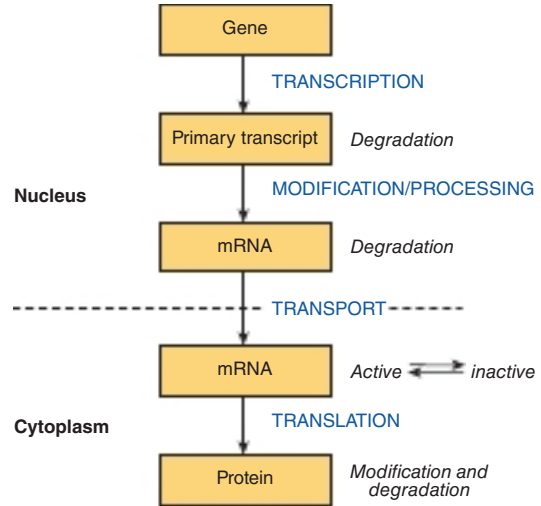 Gene
TRANSCRIPTION
Primary transcript
Degradation
MODIFICATION/PROCESSING
Nucleus
mRNA
Degradation
TRANSPORT
mRNA
Active
inactive
TRANSLATION
Cytoplasm
Protein
Modification and
degradation